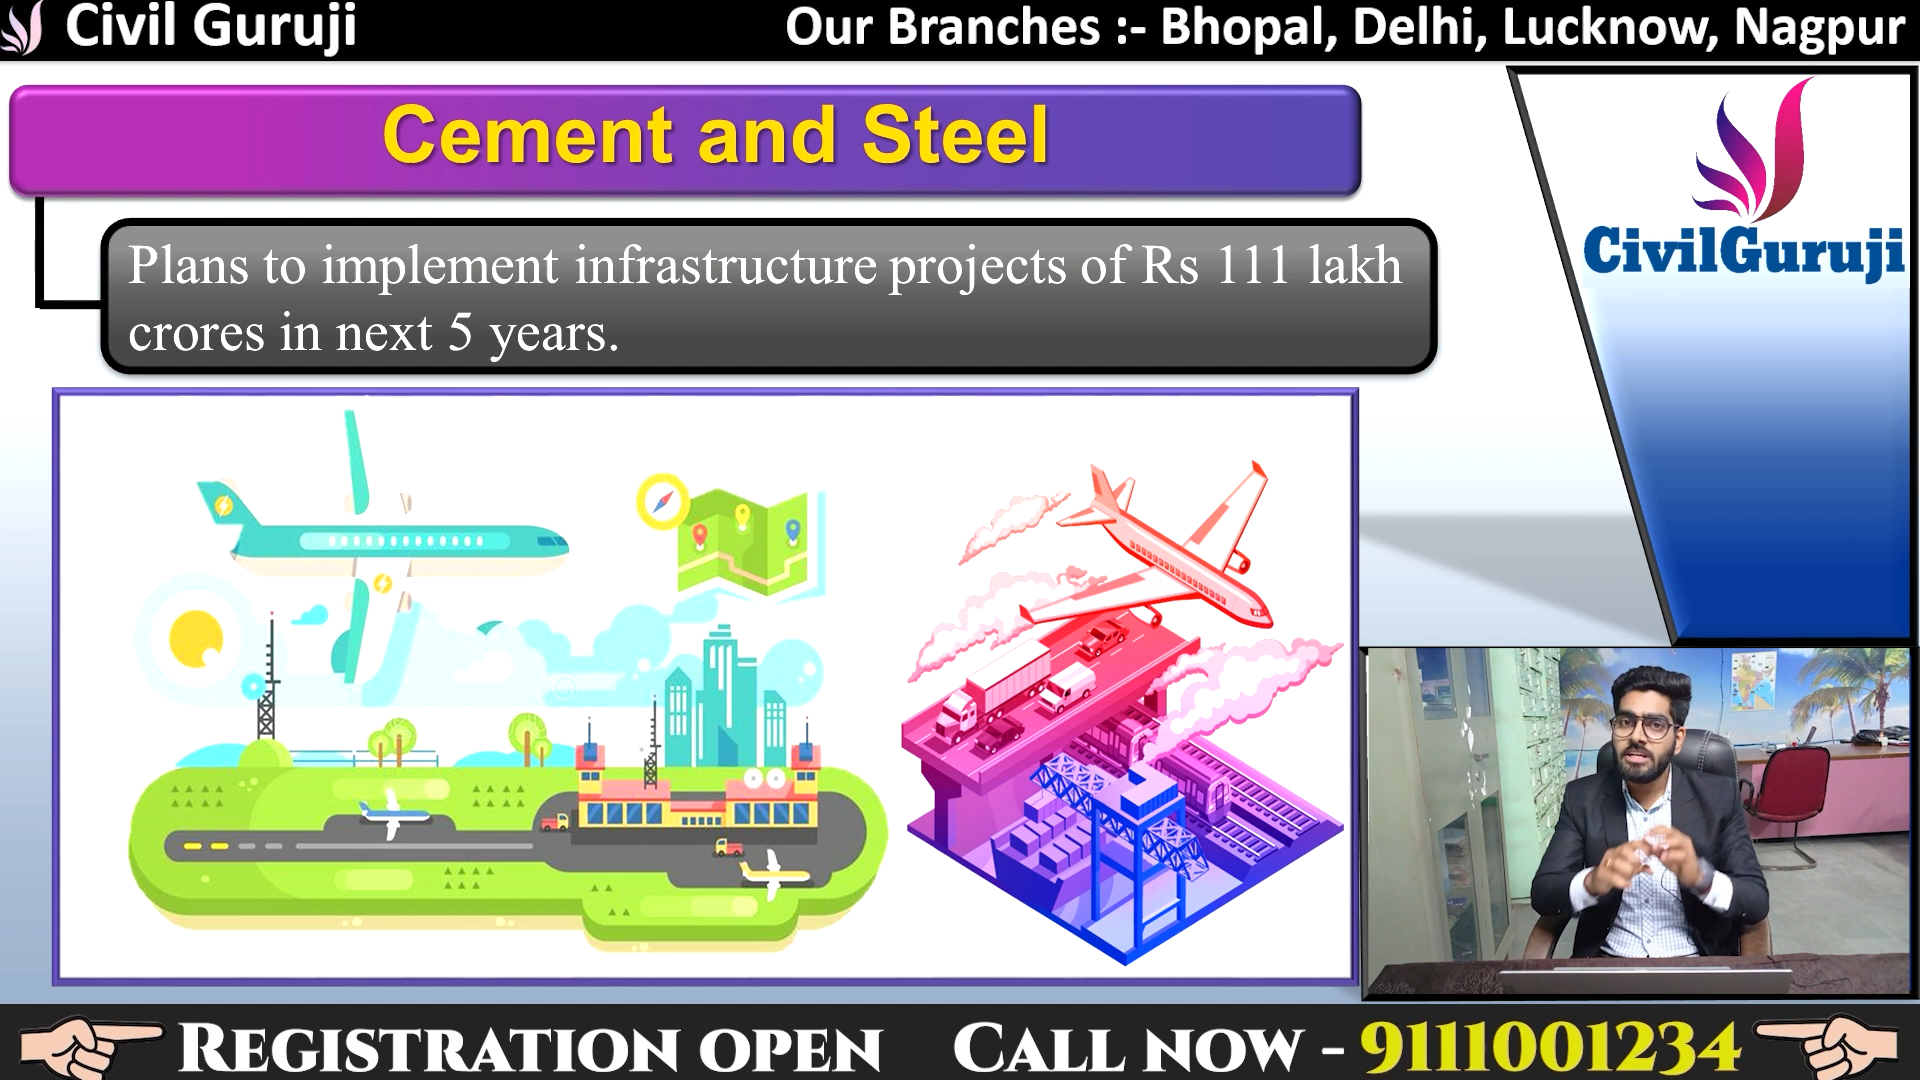 Civil Guruji
Our Branches :- Bhopal, Delhi, Lucknow, Nagpur
Cement and Steel
Plans to implement infrastructure projects of Rs 111 lakh
crores in next 5 years.
CivilGuruji
REGISTRATION OPEN
CALL NOW - 9111001234